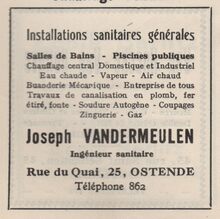 Installations sanitaires générales
Salles de Bains - Piscines publiques
Chauffage central Domestique et Industriel
Eau chaude - Vapeur - Air chaud
Buanderie Mécanique - Entreprise de tous
Travaux de canalisation en plomb, fer
étiré, fonte - Soudure Autogène - Coupages
Zinguerie - Gaz
Joseph VANDERMEULEN
Ingénieur sanitaire
Rue du Quai, 25, OSTENDE
Téléphone 862